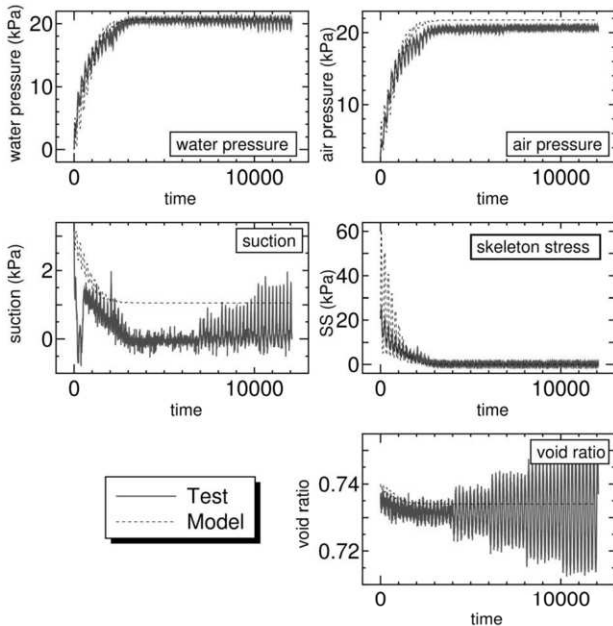 water pressure (kPa)
20
10
0
water pressure
0
10000
time
air pressure (kPa)
20
10
air pressure
0
10000
time
suction (kPa)
2
0
suction
0
10000
time
SS (kPa)
60
40
20
0
skeleton stress
0
10000
time
Test
Model
void ratio
0.74
0.72
void ratio
0
10000
time